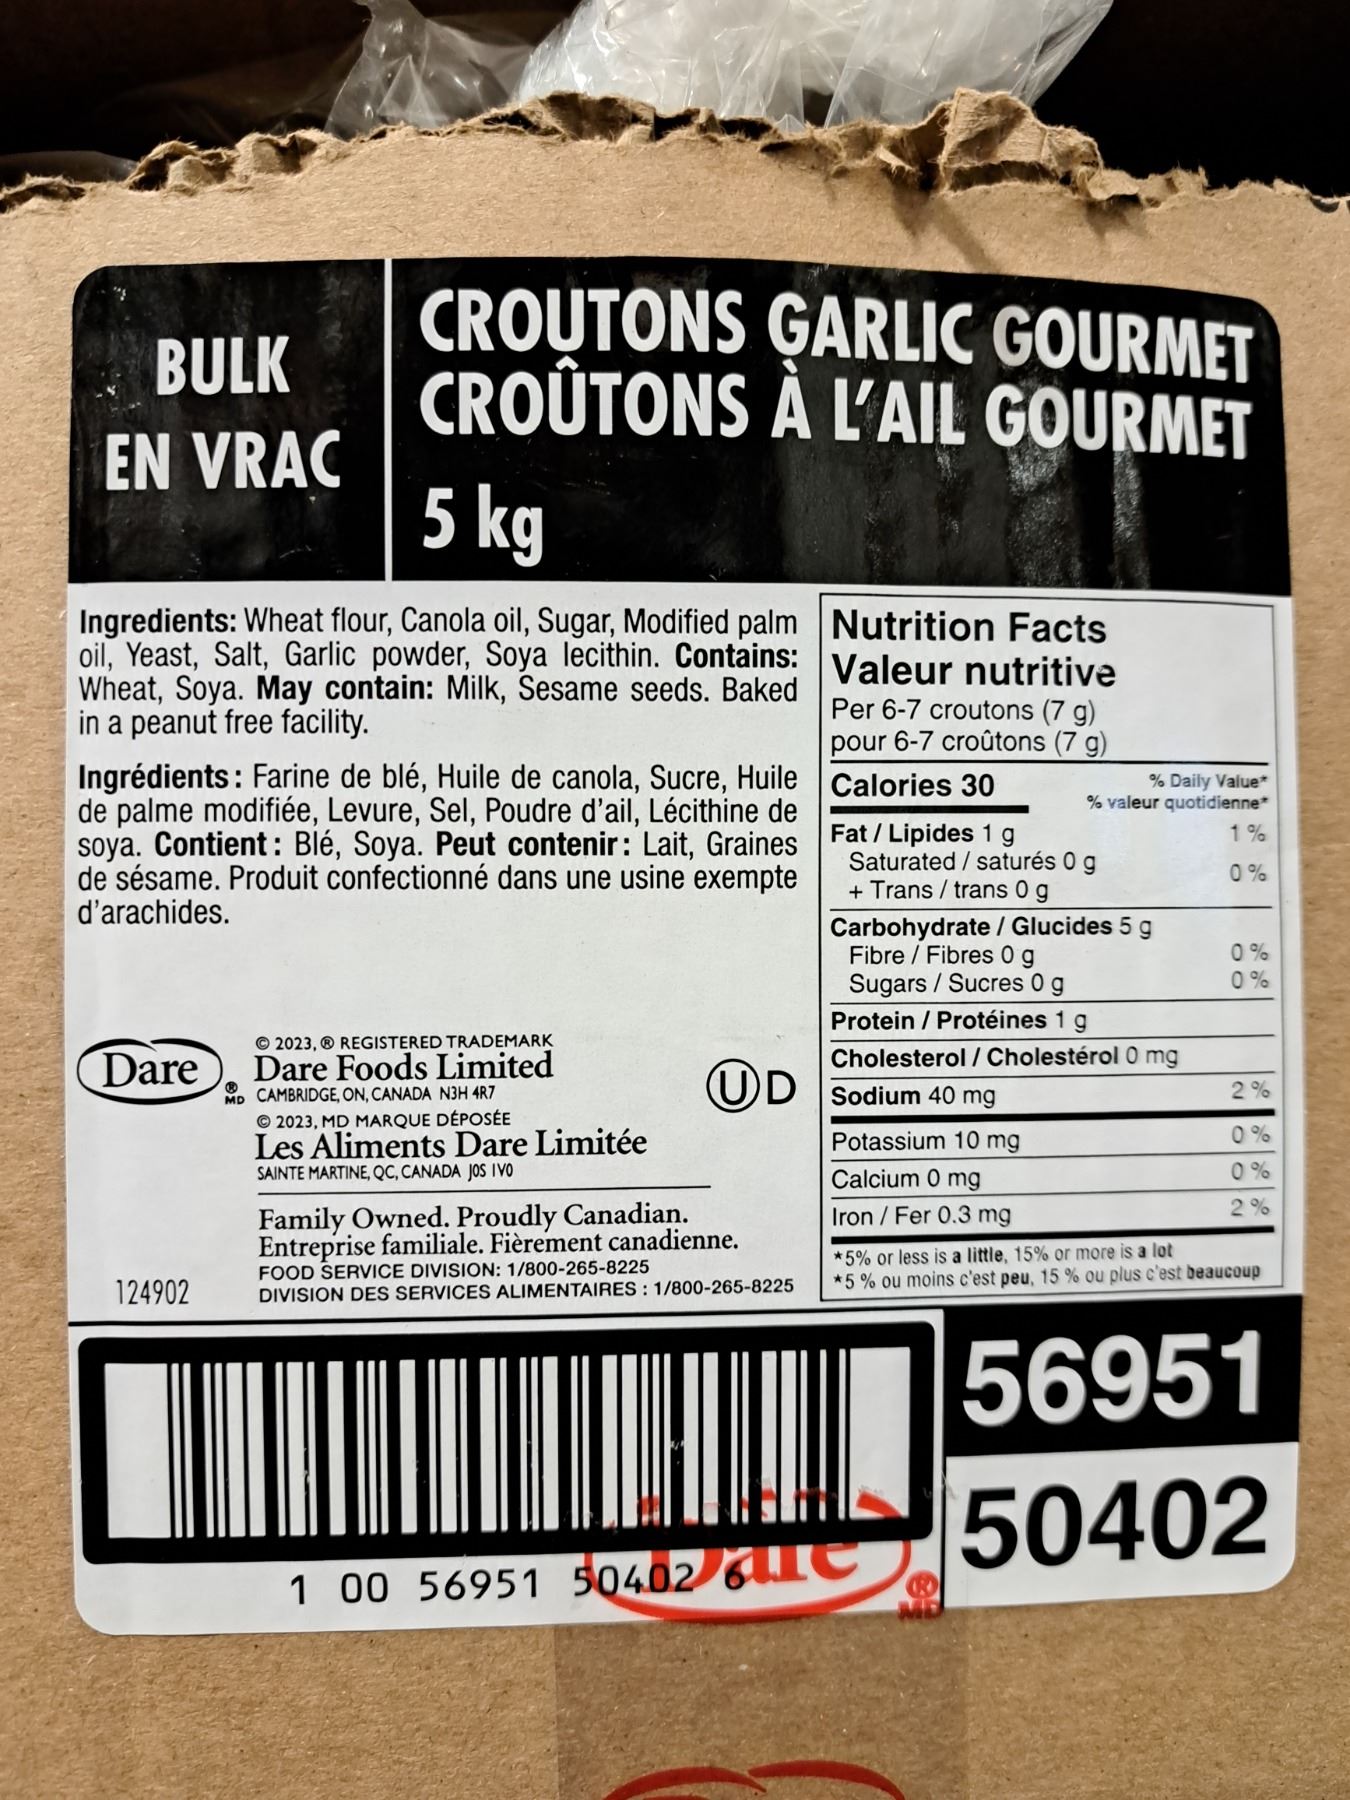 BULK
EN VRAC
CROUTONS GARLIC GOURMET
CROÛTONS À L'AIL GOURMET
5 kg
Ingredients: Wheat flour, Canola oil, Sugar, Modified palm
oil, Yeast, Salt, Garlic powder, Soya lecithin. Contains:
Wheat, Soya. May contain: Milk, Sesame seeds. Baked
in a peanut free facility.
Ingrédients : Farine de blé, Huile de canola, Sucre, Huile
de palme modifiée, Levure, Sel, Poudre d'ail, Lécithine de
soya. Contient : Blé, Soya. Peut contenir : Lait, Graines
de sésame. Produit confectionné dans une usine exempte
d'arachides.
Dare ® MD
© 2023, ® REGISTERED TRADEMARK
Dare Foods Limited
CAMBRIDGE, ON, CANADA N3H 4R7
© 2023, MD MARQUE DÉPOSÉE
Les Aliments Dare Limitée
SAINTE MARTINE, QC, CANADA J0S 1V0
Ⓤ D
Family Owned. Proudly Canadian.
Entreprise familiale. Fièrement canadienne.
FOOD SERVICE DIVISION: 1/800-265-8225
DIVISION DES SERVICES ALIMENTAIRES : 1/800-265-8225
124902
Nutrition Facts
Valeur nutritive
Per 6-7 croutons (7 g)
pour 6-7 croûtons (7 g)
Calories 30
% Daily Value*
% valeur quotidienne*
Fat / Lipides 1 g 1 %
Saturated / saturés 0 g
+ Trans / trans 0 g 0 %
Carbohydrate / Glucides 5 g
Fibre / Fibres 0 g 0 %
Sugars / Sucres 0 g 0 %
Protein / Protéines 1 g
Cholesterol / Cholestérol 0 mg
Sodium 40 mg 2 %
Potassium 10 mg 0 %
Calcium 0 mg 0 %
Iron / Fer 0.3 mg 2 %
*5% or less is a little, 15% or more is a lot
*5 % ou moins c'est peu, 15 % ou plus c'est beaucoup
1 00 56951 50402 6
56951
50402
Dare ® MD